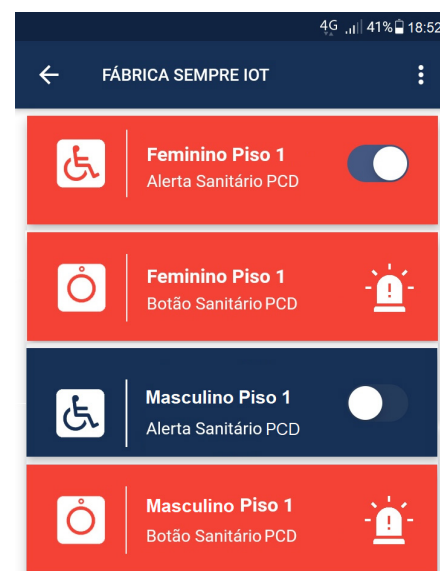 4G 41% 18:52
FÁBRICA SEMPRE IOT
Feminino Piso 1
Alerta Sanitário PCD
Feminino Piso 1
Botão Sanitário PCD
Masculino Piso 1
Alerta Sanitário PCD
Masculino Piso 1
Botão Sanitário PCD